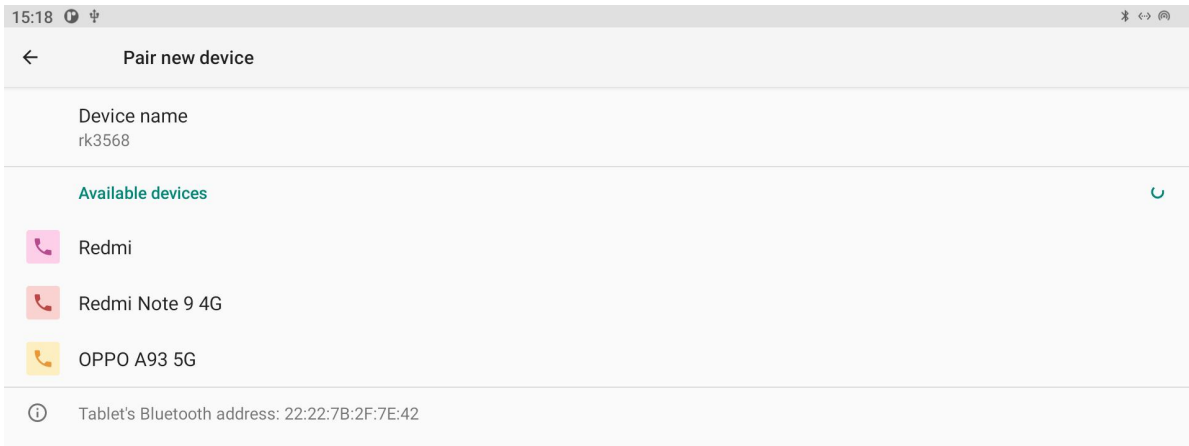 15:18
Pair new device
Device name
rk3568
Available devices
Redmi
Redmi Note 9 4G
OPPO A93 5G
Tablet's Bluetooth address: 22:22:7B:2F:7E:42